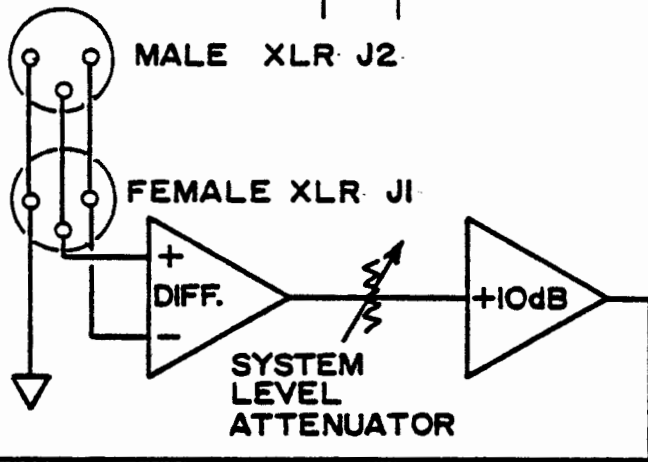 MALE XLR J2
FEMALE XLR J1
+
DIFF.
−
+10dB
SYSTEM
LEVEL
ATTENUATOR